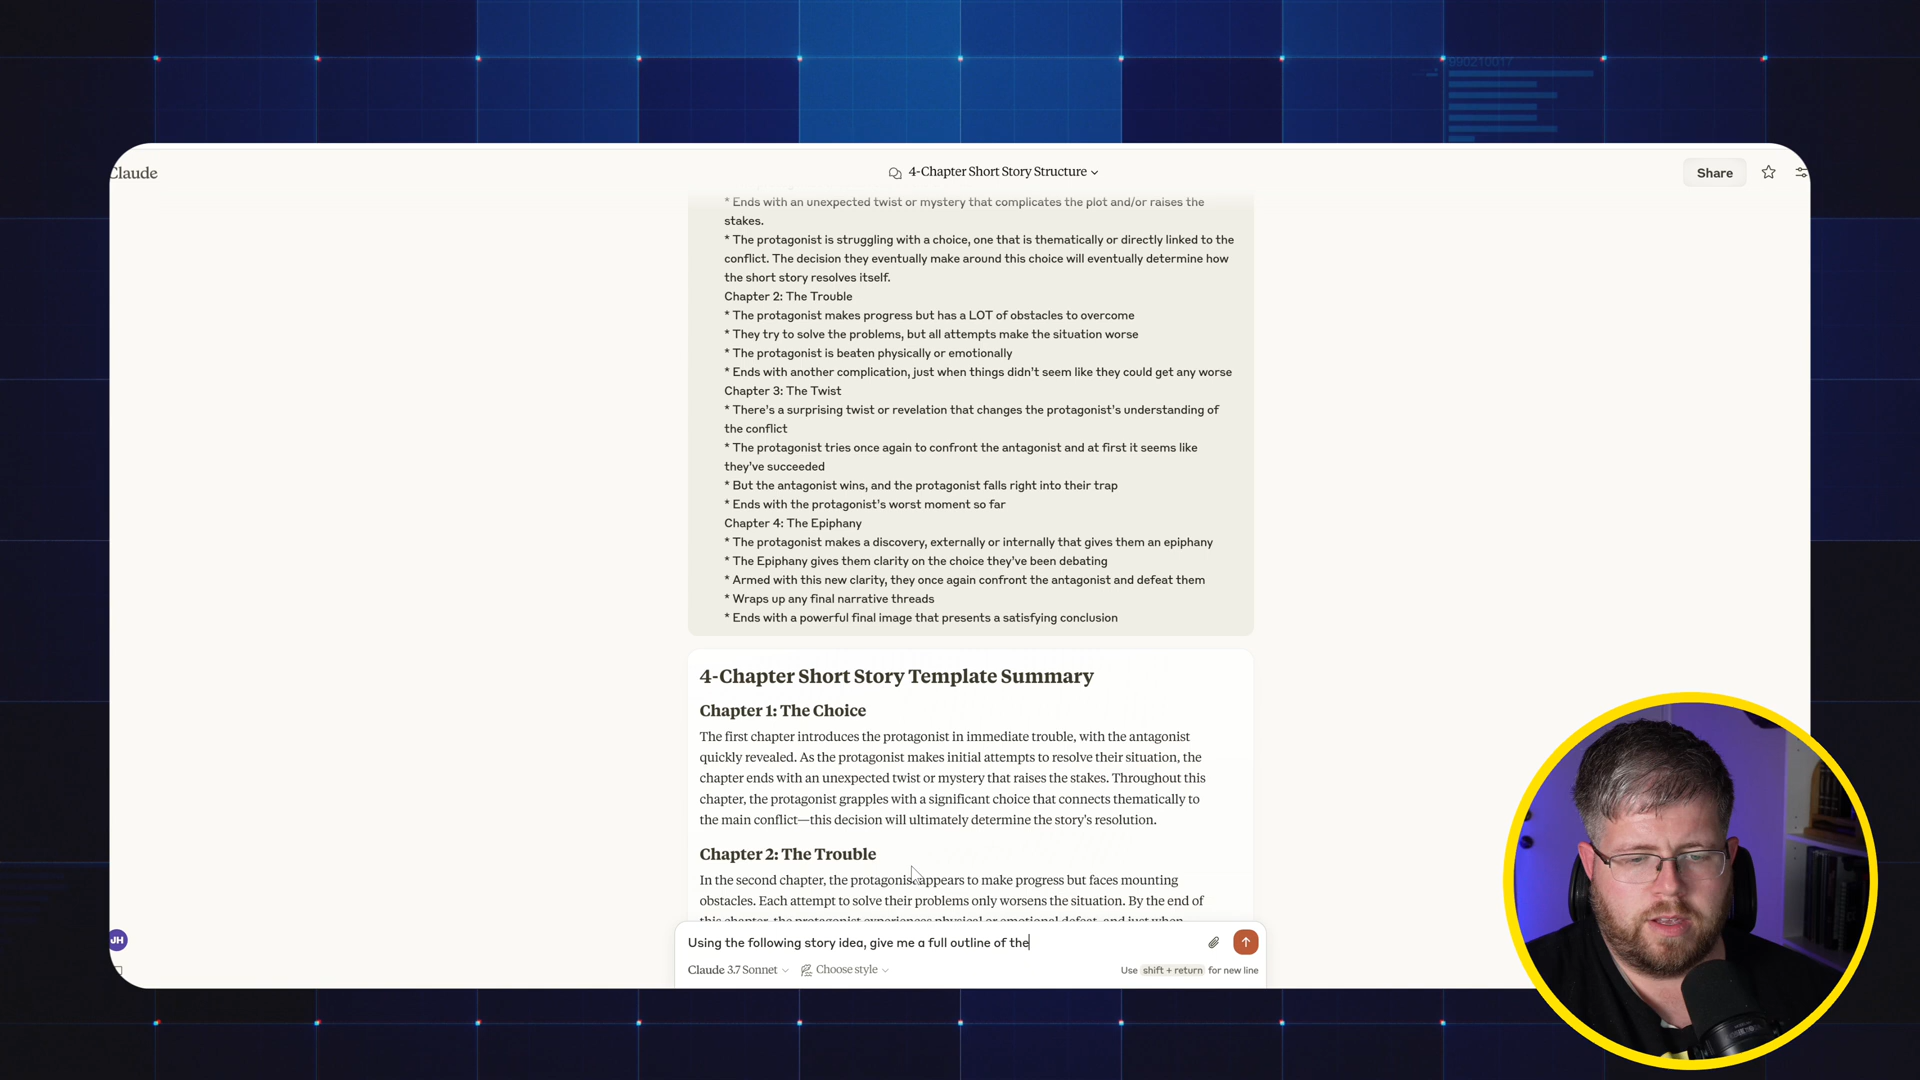 990210017
Claude
4-Chapter Short Story Structure
Share
* Ends with an unexpected twist or mystery that complicates the plot and/or raises the
stakes.
* The protagonist is struggling with a choice, one that is thematically or directly linked to the
conflict. The decision they eventually make around this choice will eventually determine how
the short story resolves itself.
Chapter 2: The Trouble
* The protagonist makes progress but has a LOT of obstacles to overcome
* They try to solve the problems, but all attempts make the situation worse
* The protagonist is beaten physically or emotionally
* Ends with another complication, just when things didn't seem like they could get any worse
Chapter 3: The Twist
* There's a surprising twist or revelation that changes the protagonist's understanding of
the conflict
* The protagonist tries once again to confront the antagonist and at first it seems like
they've succeeded
* But the antagonist wins, and the protagonist falls right into their trap
* Ends with the protagonist's worst moment so far
Chapter 4: The Epiphany
* The protagonist makes a discovery, externally or internally that gives them an epiphany
* The Epiphany gives them clarity on the choice they've been debating
* Armed with this new clarity, they once again confront the antagonist and defeat them
* Wraps up any final narrative threads
* Ends with a powerful final image that presents a satisfying conclusion
4-Chapter Short Story Template Summary
Chapter 1: The Choice
The first chapter introduces the protagonist in immediate trouble, with the antagonist
quickly revealed. As the protagonist makes initial attempts to resolve their situation, the
chapter ends with an unexpected twist or mystery that raises the stakes. Throughout this
chapter, the protagonist grapples with a significant choice that connects thematically to
the main conflict—this decision will ultimately determine the story's resolution.
Chapter 2: The Trouble
In the second chapter, the protagonist appears to make progress but faces mounting
obstacles. Each attempt to solve their problems only worsens the situation. By the end of
this chapter, the protagonist experiences physical or emotional defeat, and just when
Using the following story idea, give me a full outline of the
JH
Claude 3.7 Sonnet
Choose style
Use shift + return for new line